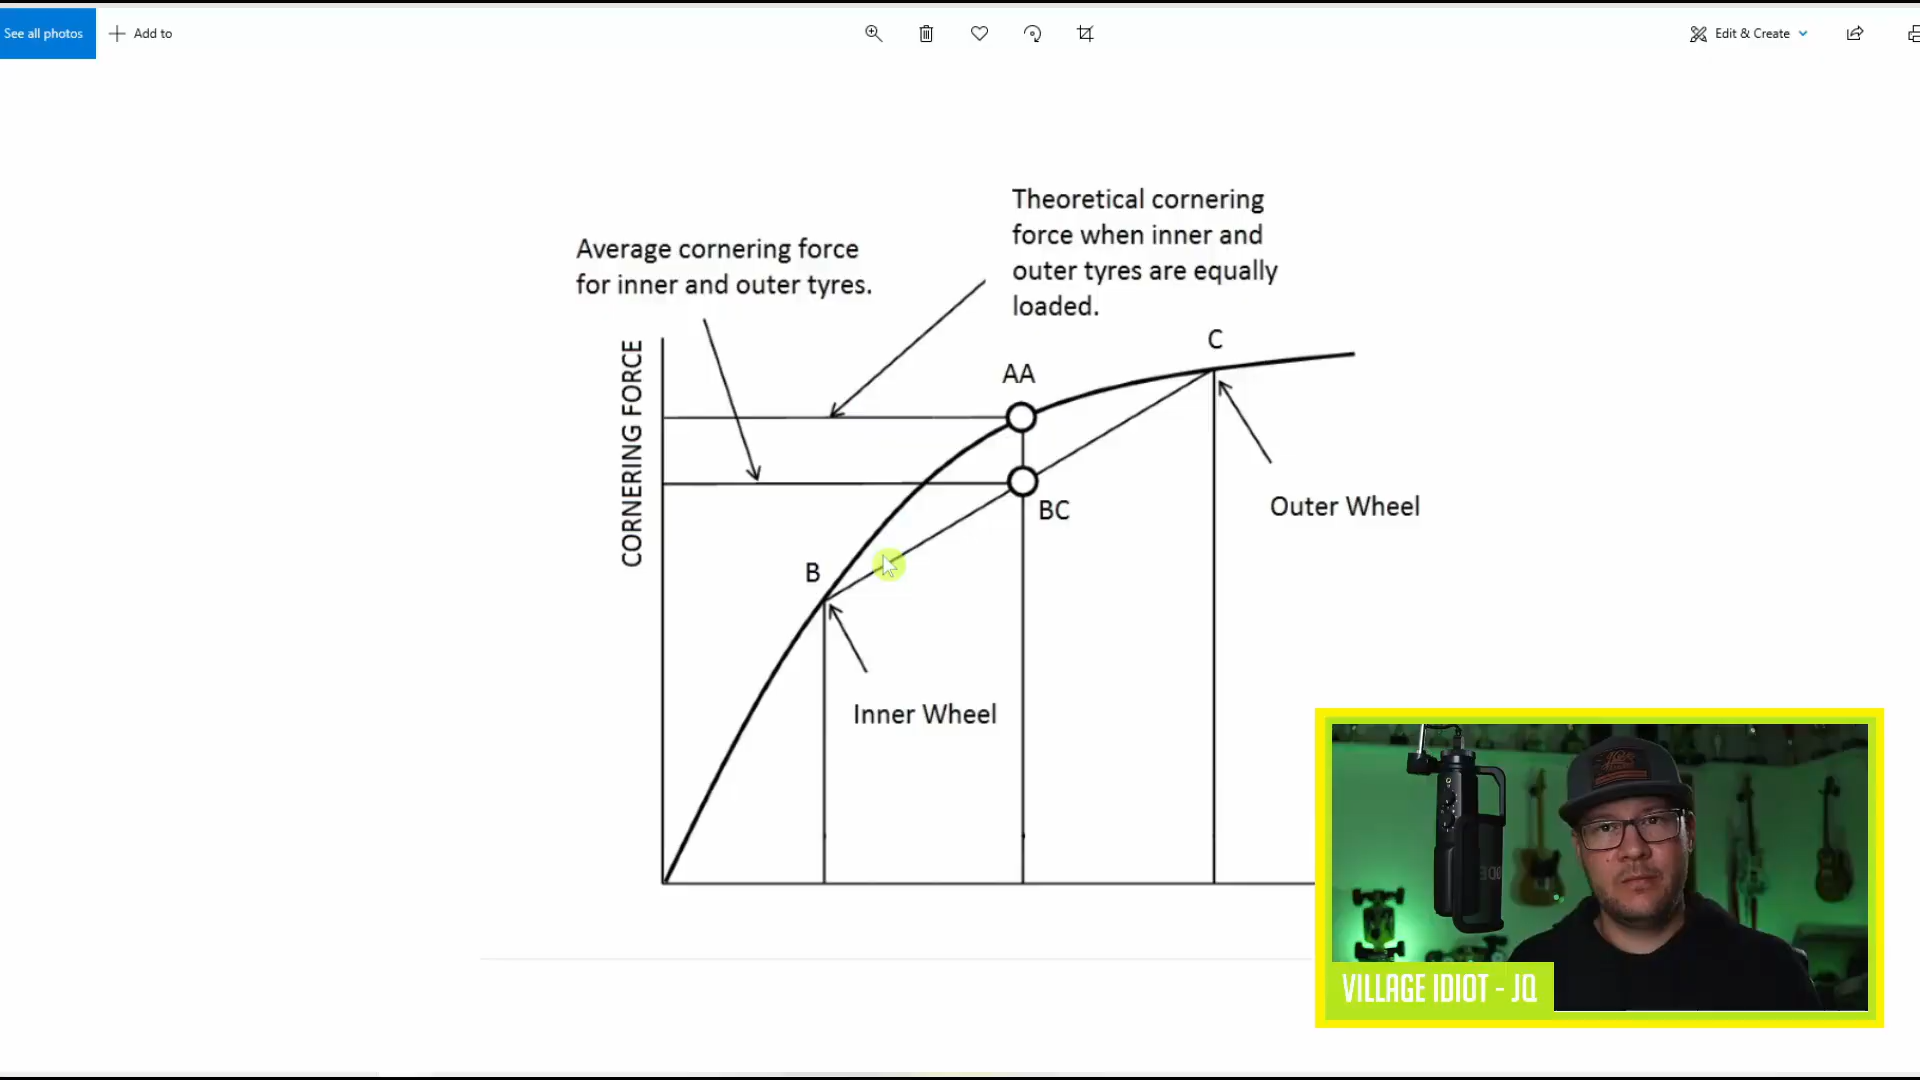 See all photos
Add to
Edit & Create
Theoretical cornering
force when inner and
outer tyres are equally
loaded.
Average cornering force
for inner and outer tyres.
CORNERING FORCE
C
AA
BC
Outer Wheel
B
Inner Wheel
VILLAGE IDIOT - JQ